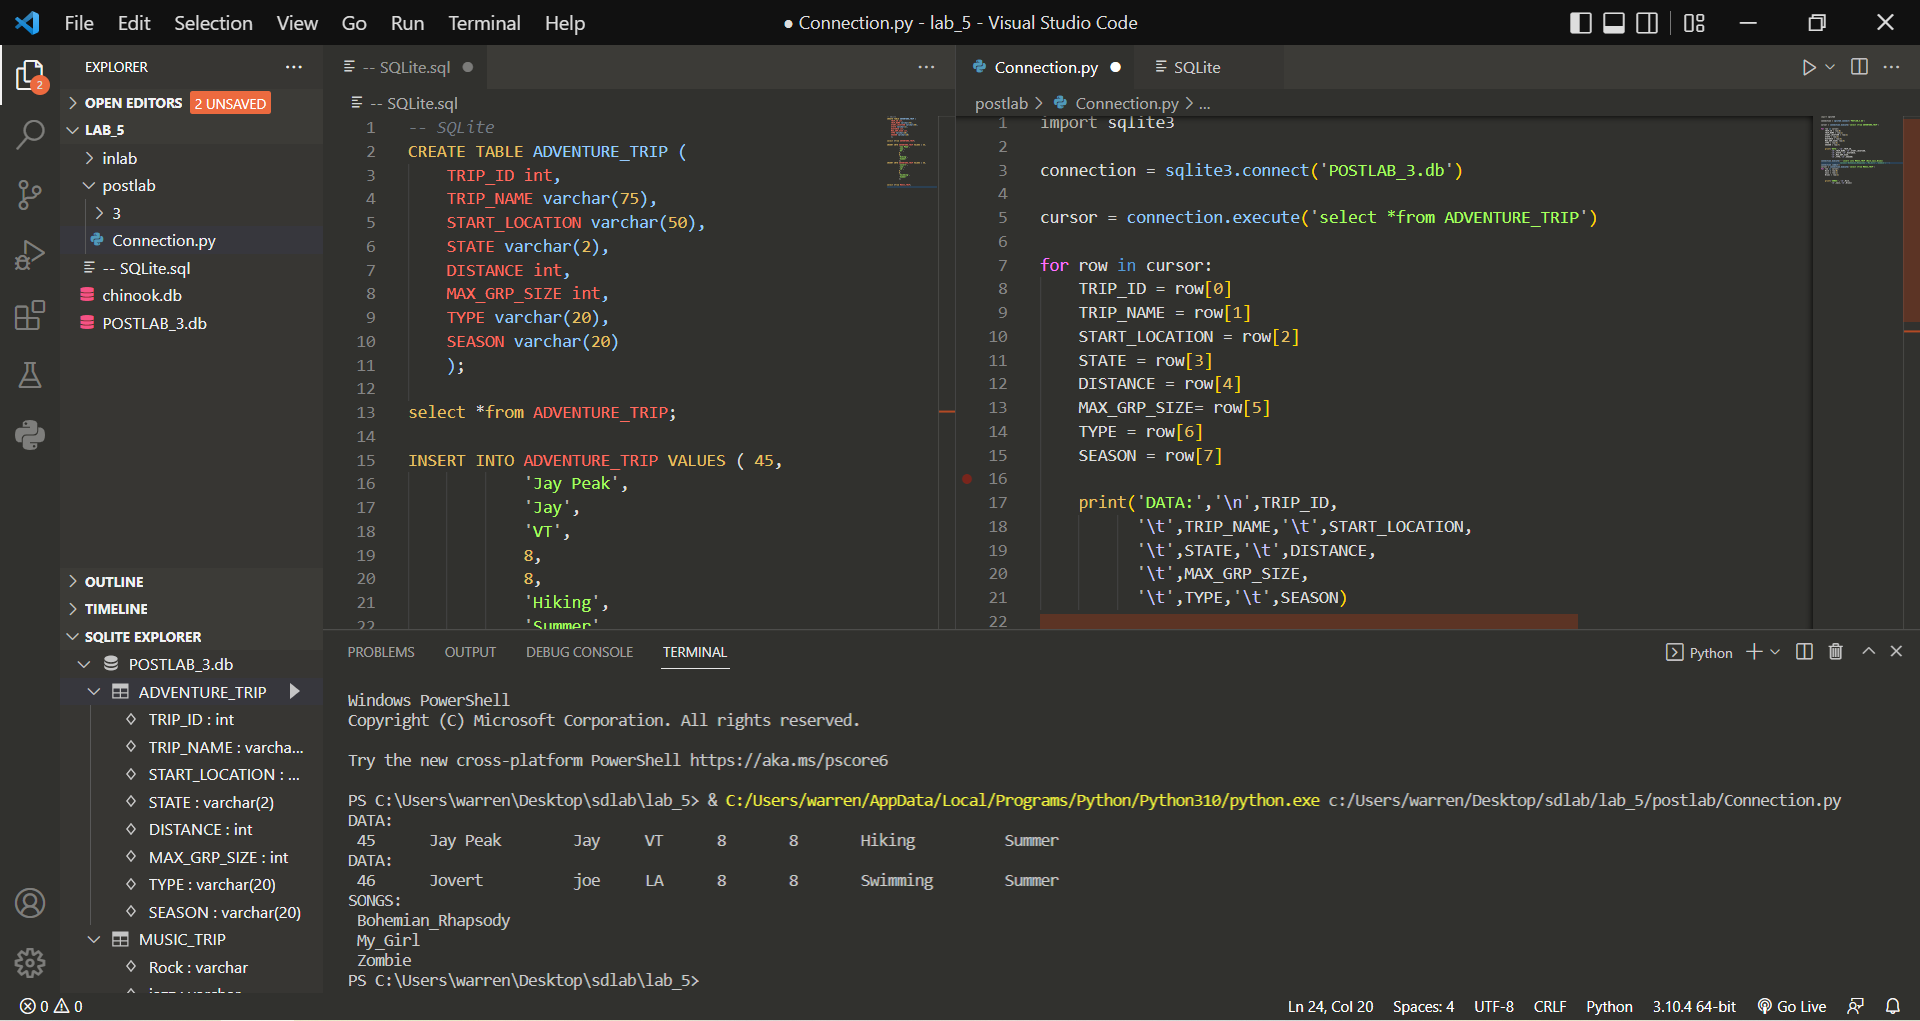 File Edit Selection View Go Run Terminal Help
● Connection.py - lab_5 - Visual Studio Code
2
EXPLORER ···
OPEN EDITORS 2 UNSAVED
LAB_5
inlab
postlab
3
Connection.py
-- SQLite.sql
chinook.db
POSTLAB_3.db
OUTLINE
TIMELINE
SQLITE EXPLORER
POSTLAB_3.db
ADVENTURE_TRIP
TRIP_ID : int
TRIP_NAME : varcha...
START_LOCATION : ...
STATE : varchar(2)
DISTANCE : int
MAX_GRP_SIZE : int
TYPE : varchar(20)
SEASON : varchar(20)
MUSIC_TRIP
Rock : varchar
-- SQLite.sql ● ···
-- SQLite.sql
1 -- SQLite
2 CREATE TABLE ADVENTURE_TRIP (
3 TRIP_ID int,
4 TRIP_NAME varchar(75),
5 START_LOCATION varchar(50),
6 STATE varchar(2),
7 DISTANCE int,
8 MAX_GRP_SIZE int,
9 TYPE varchar(20),
10 SEASON varchar(20)
11 );
12
13 select *from ADVENTURE_TRIP;
14
15 INSERT INTO ADVENTURE_TRIP VALUES ( 45,
16 'Jay Peak',
17 'Jay',
18 'VT',
19 8,
20 8,
21 'Hiking',
22 'Summer'
Connection.py ● SQLite ···
postlab > Connection.py > ...
1 import sqlite3
2
3 connection = sqlite3.connect('POSTLAB_3.db')
4
5 cursor = connection.execute('select *from ADVENTURE_TRIP')
6
7 for row in cursor:
8 TRIP_ID = row[0]
9 TRIP_NAME = row[1]
10 START_LOCATION = row[2]
11 STATE = row[3]
12 DISTANCE = row[4]
13 MAX_GRP_SIZE= row[5]
14 TYPE = row[6]
15 SEASON = row[7]
16
17 print('DATA:','\n',TRIP_ID,
18 '\t',TRIP_NAME,'\t',START_LOCATION,
19 '\t',STATE,'\t',DISTANCE,
20 '\t',MAX_GRP_SIZE,
21 '\t',TYPE,'\t',SEASON)
22
PROBLEMS OUTPUT DEBUG CONSOLE TERMINAL Python
Windows PowerShell
Copyright (C) Microsoft Corporation. All rights reserved.
Try the new cross-platform PowerShell https://aka.ms/pscore6
PS C:\Users\warren\Desktop\sdlab\lab_5> & C:/Users/warren/AppData/Local/Programs/Python/Python310/python.exe c:/Users/warren/Desktop/sdlab/lab_5/postlab/Connection.py
DATA:
45 Jay Peak Jay VT 8 8 Hiking Summer
DATA:
46 Jovert joe LA 8 8 Swimming Summer
SONGS:
Bohemian_Rhapsody
My_Girl
Zombie
PS C:\Users\warren\Desktop\sdlab\lab_5>
0 0 Ln 24, Col 20 Spaces: 4 UTF-8 CRLF Python 3.10.4 64-bit Go Live